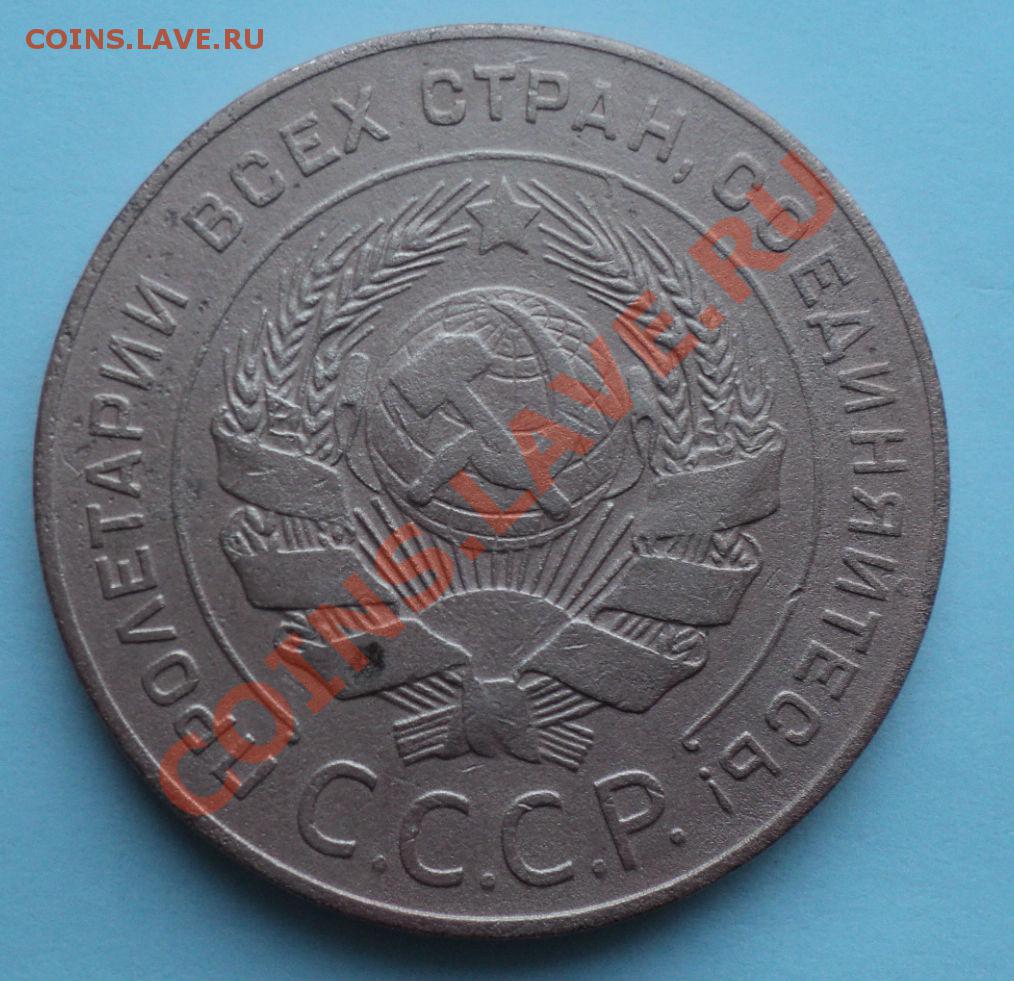 COINS.LAVE.RU
ПРОЛЕТАРИИ ВСЕХ СТРАН, СОЕДИНЯЙТЕСЬ!
С.С.С.Р.
COINS.LAVE.RU